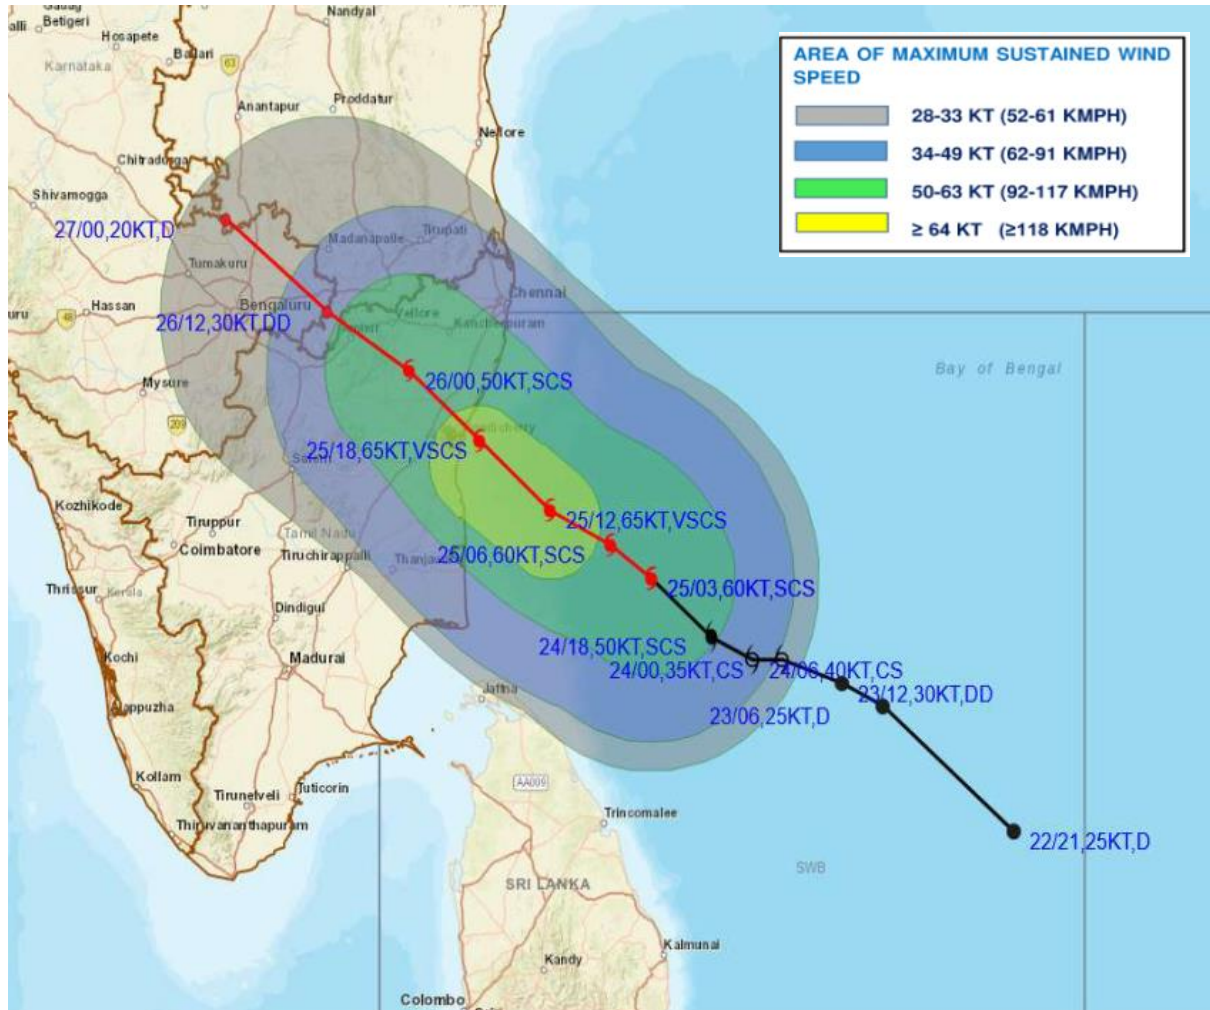 Nandyal
Betigeri
Hosapete
Ballari
63
Karnataka
Anantapur
Proddatur
Nellore
Chitradurga
Shivamogga
27/00,20KT,D
Madanapalle
Tirupati
Tumakuru
Hassan
48
Bengaluru
Chennai
26/12,30KT,DD
Vellore
Kancheepuram
Mysure
209
26/00,50KT,SCS
25/18,65KT,VSCS
Kozhikode
Tiruppur
Coimbatore
Tamil Nadu
Tiruchirappalli
25/12,65KT,VSCS
25/06,60KT,SCS
Thrissur
Kerala
25/03,60KT,SCS
Dindigul
Kochi
Madurai
24/18,50KT,SCS
24/00,35KT,CS
24/06,40KT,CS
23/12,30KT,DD
23/06,25KT,D
Jaffna
Alappuzha
Kollam
Tirunelveli
Tuticorin
Thiruvananthapuram
AA009
Trincomalee
22/21,25KT,D
SWB
SRI LANKA
Kalmunai
Kandy
Colombo
Bay of Bengal
AREA OF MAXIMUM SUSTAINED WIND
SPEED
28-33 KT (52-61 KMPH)
34-49 KT (62-91 KMPH)
50-63 KT (92-117 KMPH)
≥ 64 KT (≥118 KMPH)